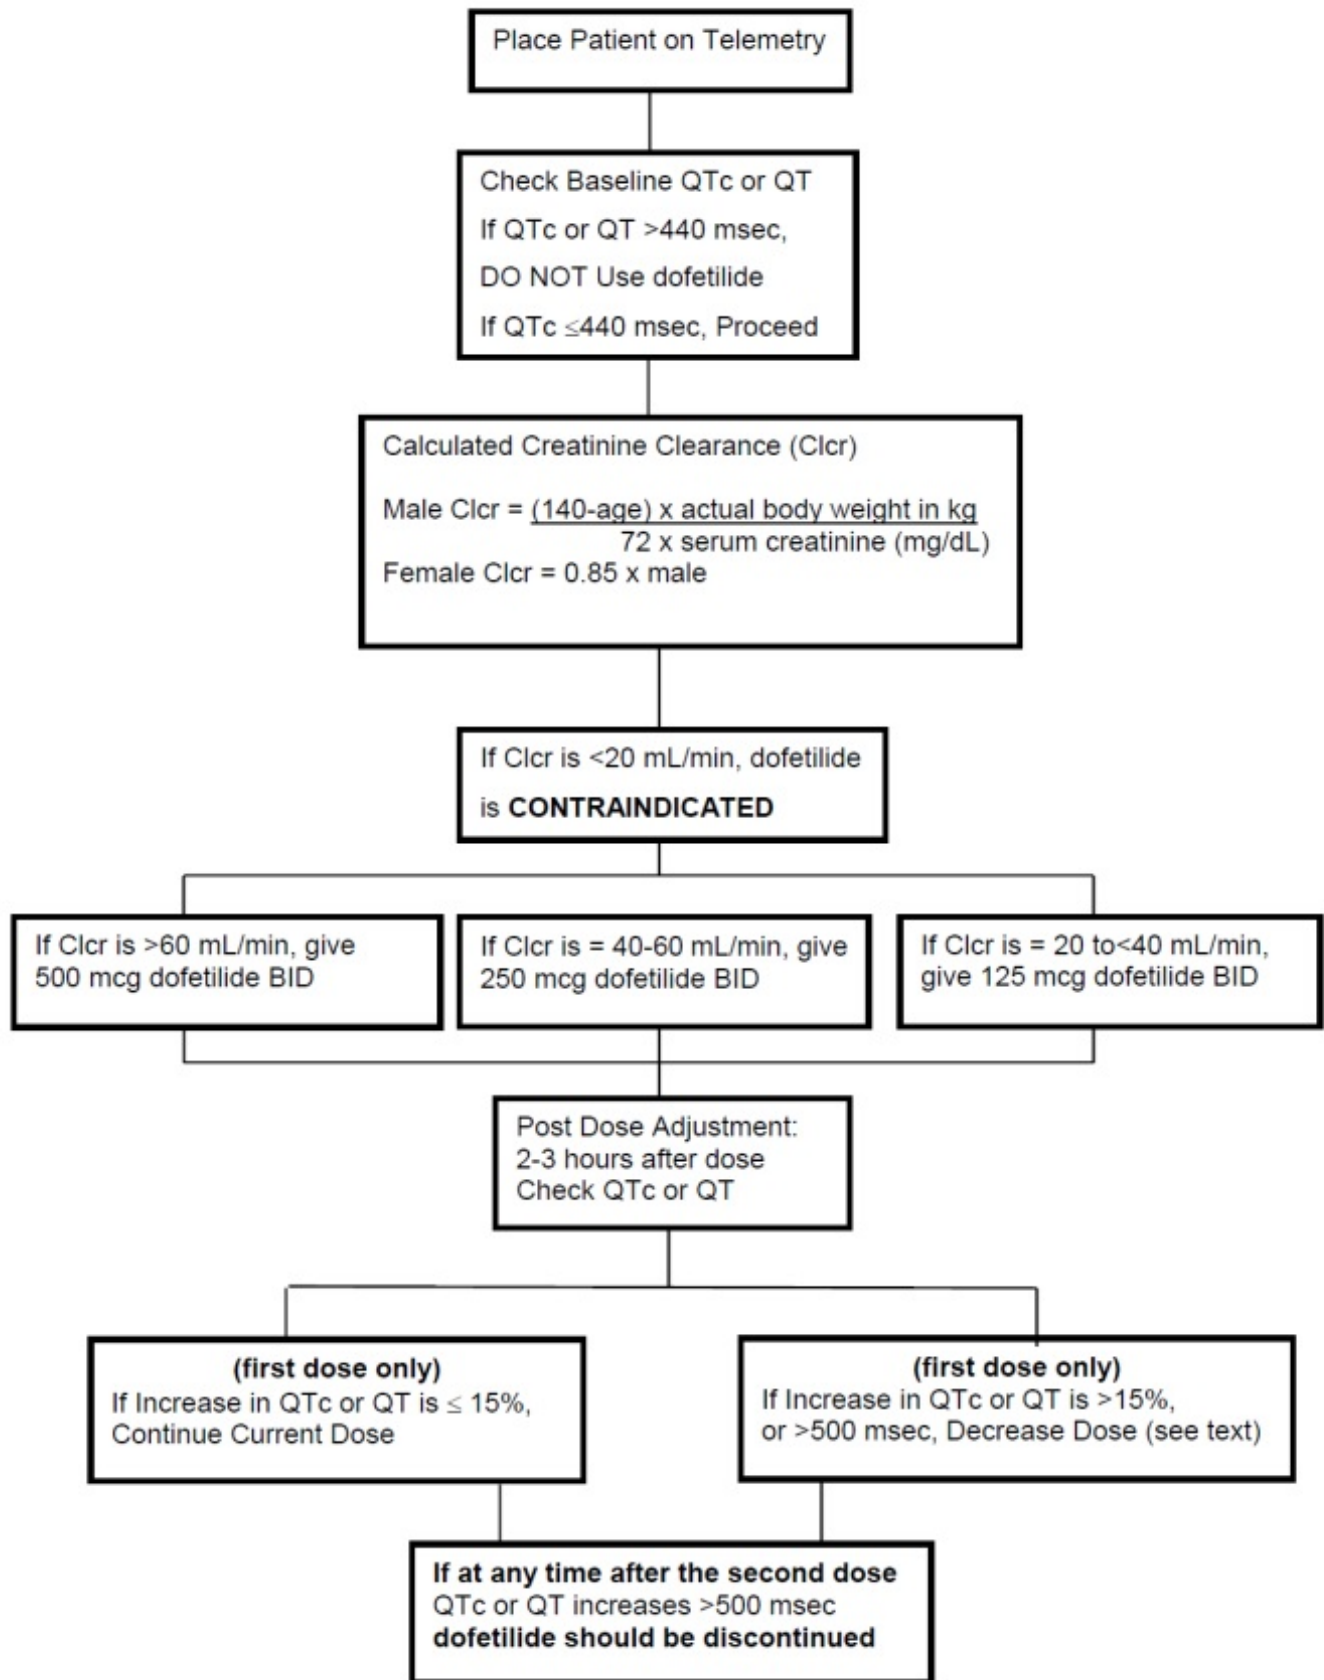 Place Patient on Telemetry
Check Baseline QTc or QT
If QTc or QT >440 msec,
DO NOT Use dofetilide
If QTc ≤440 msec, Proceed
Calculated Creatinine Clearance (Clcr)
Male Clcr = (140-age) x actual body weight in kg
72 x serum creatinine (mg/dL)
Female Clcr = 0.85 x male
If Clcr is <20 mL/min, dofetilide
is CONTRAINDICATED
If Clcr is >60 mL/min, give
500 mcg dofetilide BID
If Clcr is = 40-60 mL/min, give
250 mcg dofetilide BID
If Clcr is = 20 to<40 mL/min,
give 125 mcg dofetilide BID
Post Dose Adjustment:
2-3 hours after dose
Check QTc or QT
(first dose only)
If Increase in QTc or QT is ≤ 15%,
Continue Current Dose
(first dose only)
If Increase in QTc or QT is >15%,
or >500 msec, Decrease Dose (see text)
If at any time after the second dose
QTc or QT increases >500 msec
dofetilide should be discontinued